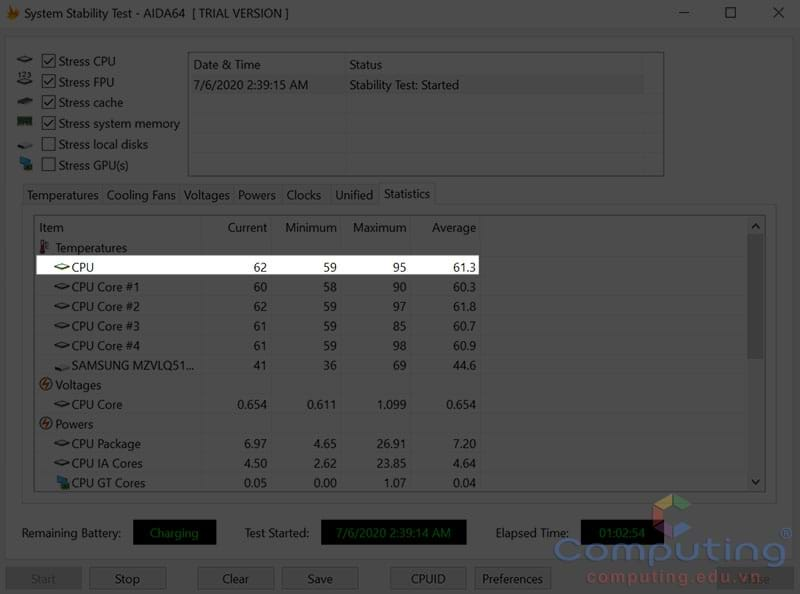 System Stability Test - AIDA64 [ TRIAL VERSION ]
Stress CPU
123
Stress FPU
Stress cache
Stress system memory
Stress local disks
Stress GPU(s)
Date & Time Status
7/6/2020 2:39:15 AM Stability Test: Started
Temperatures Cooling Fans Voltages Powers Clocks Unified Statistics
Item Current Minimum Maximum Average
Temperatures
CPU 62 59 95 61.3
CPU Core #1 60 58 90 60.3
CPU Core #2 62 59 97 61.8
CPU Core #3 61 59 85 60.7
CPU Core #4 61 59 98 60.9
SAMSUNG MZVLQ51... 41 36 69 44.6
Voltages
CPU Core 0.654 0.611 1.099 0.654
Powers
CPU Package 6.97 4.65 26.91 7.20
CPU IA Cores 4.50 2.62 23.85 4.64
CPU GT Cores 0.05 0.00 1.07 0.04
Remaining Battery: Charging Test Started: 7/6/2020 2:39:14 AM Elapsed Time: 01:02:54
Computing®
computing.edu.vn
Start Stop Clear Save CPUID Preferences